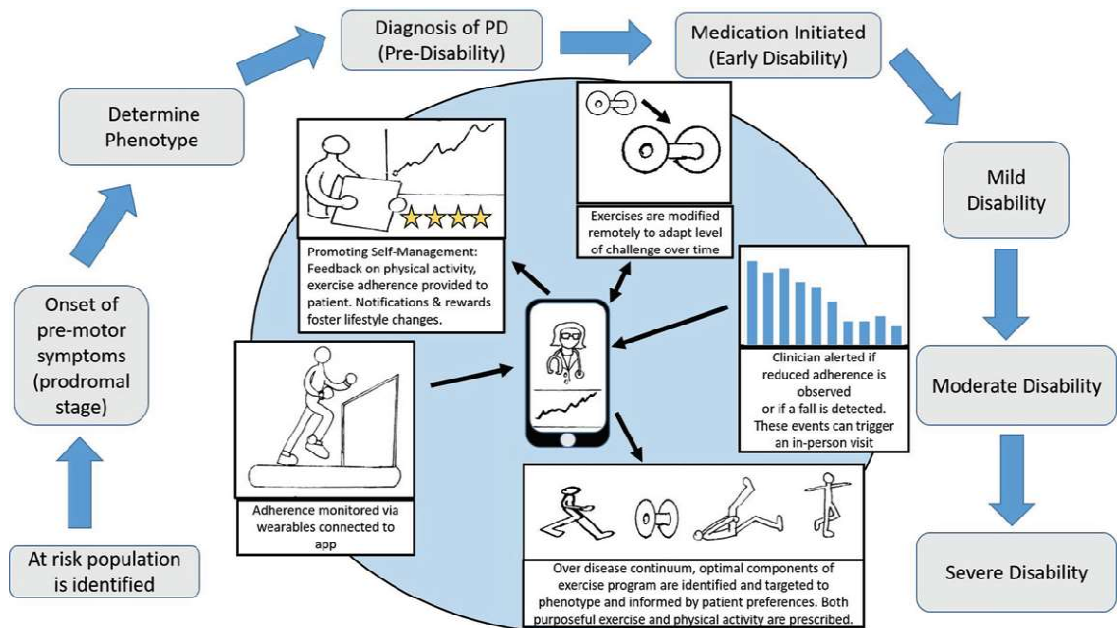 Diagnosis of PD
(Pre-Disability)
Medication Initiated
(Early Disability)
Determine
Phenotype
Mild
Disability
Exercises are modified
remotely to adapt level
of challenge over time
Promoting Self-Management:
Feedback on physical activity,
exercise adherence provided to
patient. Notifications & rewards
foster lifestyle changes.
Onset of
pre-motor
symptoms
(prodromal
stage)
Clinician alerted if
reduced adherence is
observed
or if a fall is detected.
These events can trigger
an in-person visit
Moderate Disability
Adherence monitored via
wearables connected to
app
At risk population
is identified
Over disease continuum, optimal components of
exercise program are identified and targeted to
phenotype and informed by patient preferences. Both
purposeful exercise and physical activity are prescribed.
Severe Disability